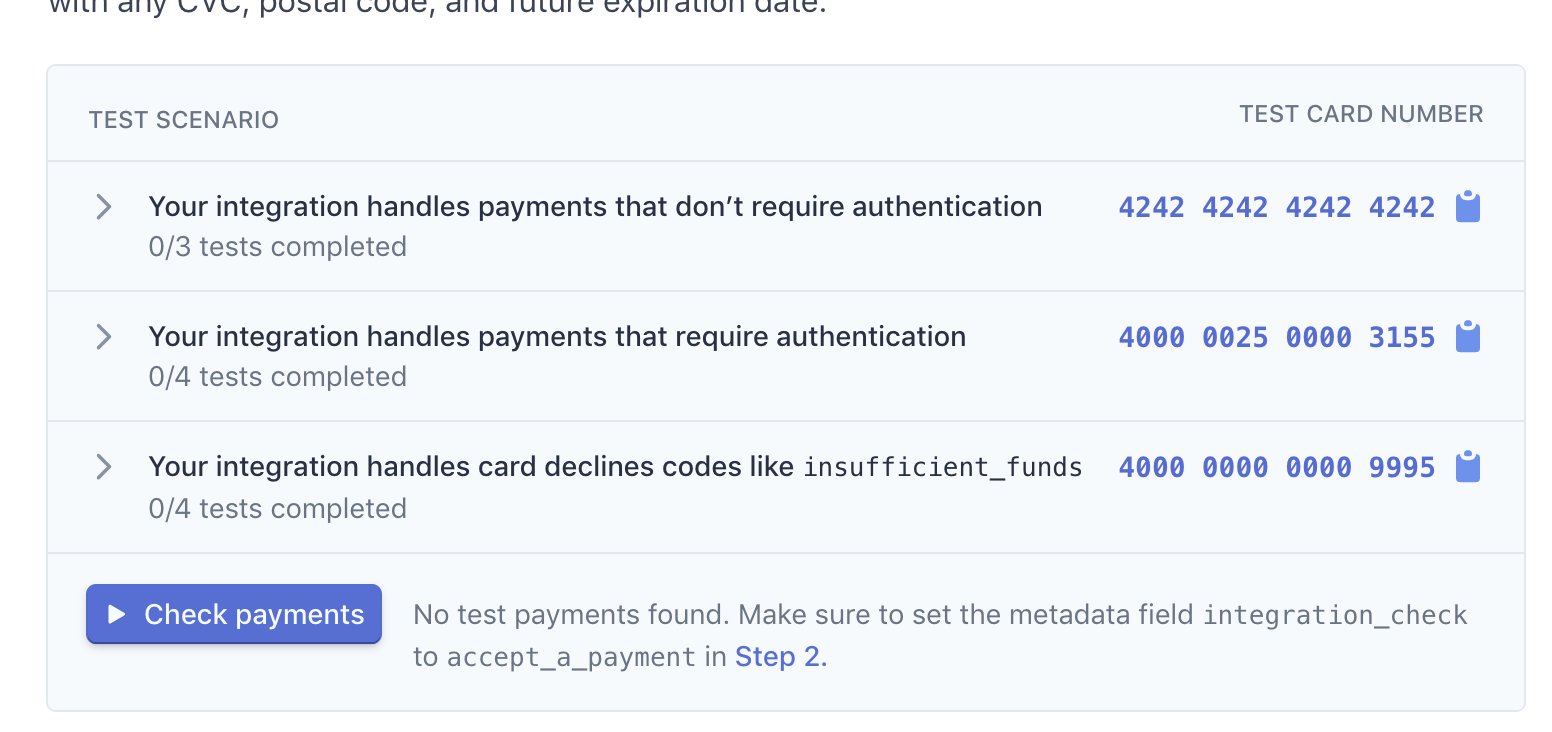 with any CVC, postal code, and future expiration date.
TEST SCENARIO
TEST CARD NUMBER
Your integration handles payments that don’t require authentication
4242 4242 4242 4242
0/3 tests completed
Your integration handles payments that require authentication
4000 0025 0000 3155
0/4 tests completed
Your integration handles card declines codes like insufficient_funds
4000 0000 0000 9995
0/4 tests completed
Check payments
No test payments found. Make sure to set the metadata field integration_check
to accept_a_payment in Step 2.